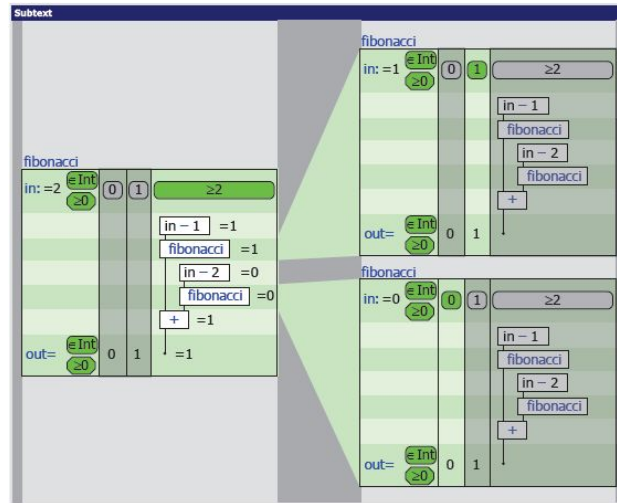 Subtext
fibonacci
in: =2 ∈Int ≥0 0 1 ≥2
in − 1 =1
fibonacci =1
in − 2 =0
fibonacci =0
+ =1
out= ∈Int ≥0 0 1 =1
fibonacci
in: =1 ∈Int ≥0 0 1 ≥2
in − 1
fibonacci
in − 2
fibonacci
+
out= ∈Int ≥0 0 1
fibonacci
in: =0 ∈Int ≥0 0 1 ≥2
in − 1
fibonacci
in − 2
fibonacci
+
out= ∈Int ≥0 0 1